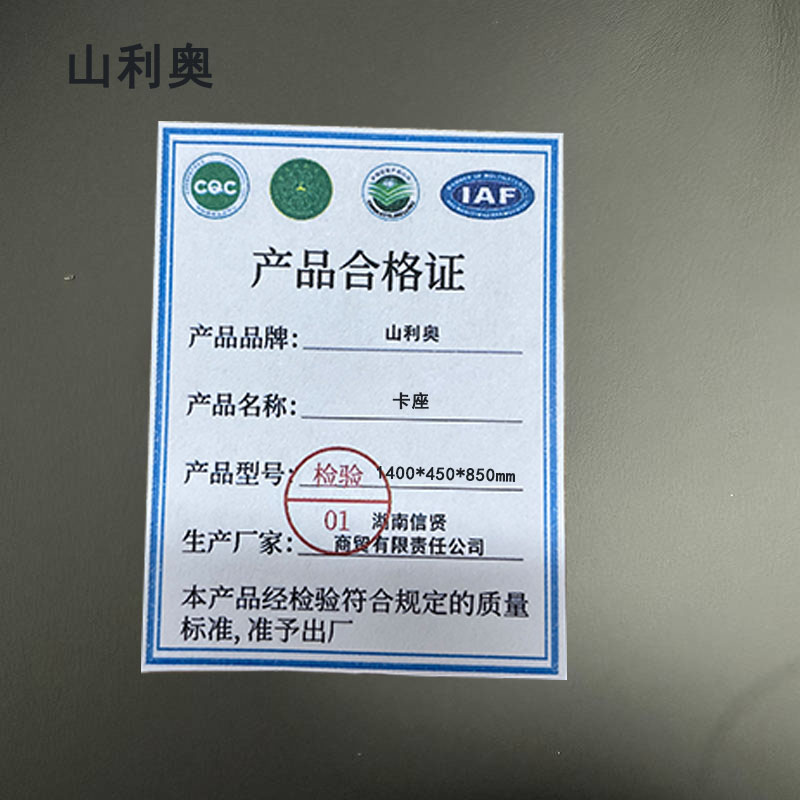 山利奥
CQC
IAF
产品合格证
产品品牌：山利奥
产品名称：卡座
产品型号：1400*450*850mm
检验
01
湖南信贤
生产厂家：商贸有限责任公司
本产品经检验符合规定的质量
标准,准予出厂